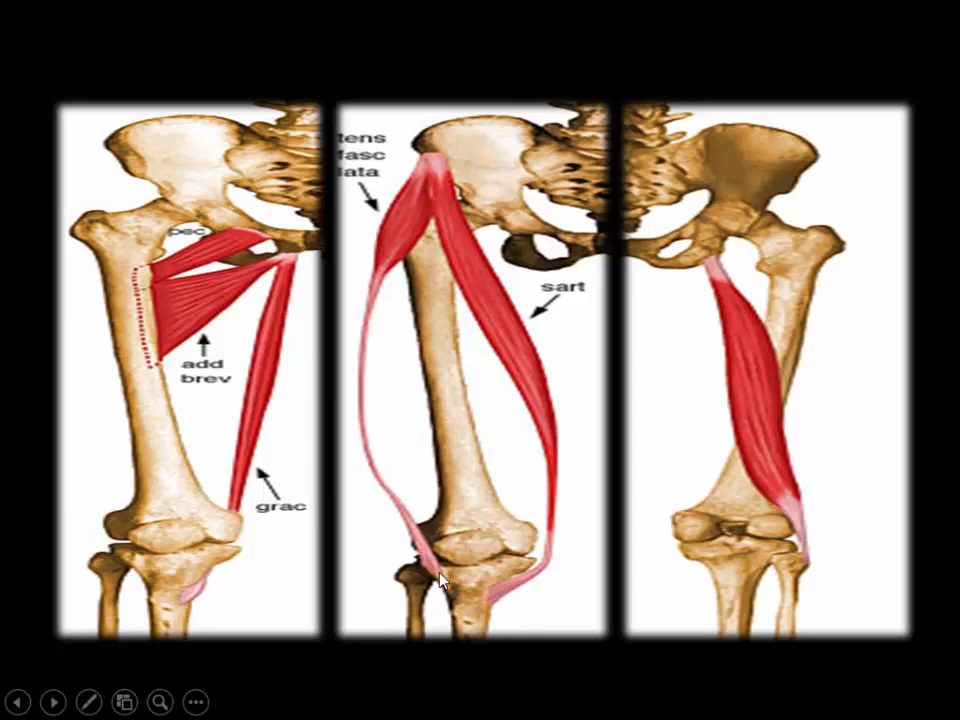 pec
add
brev
grac
tens
fasc
lata
sart